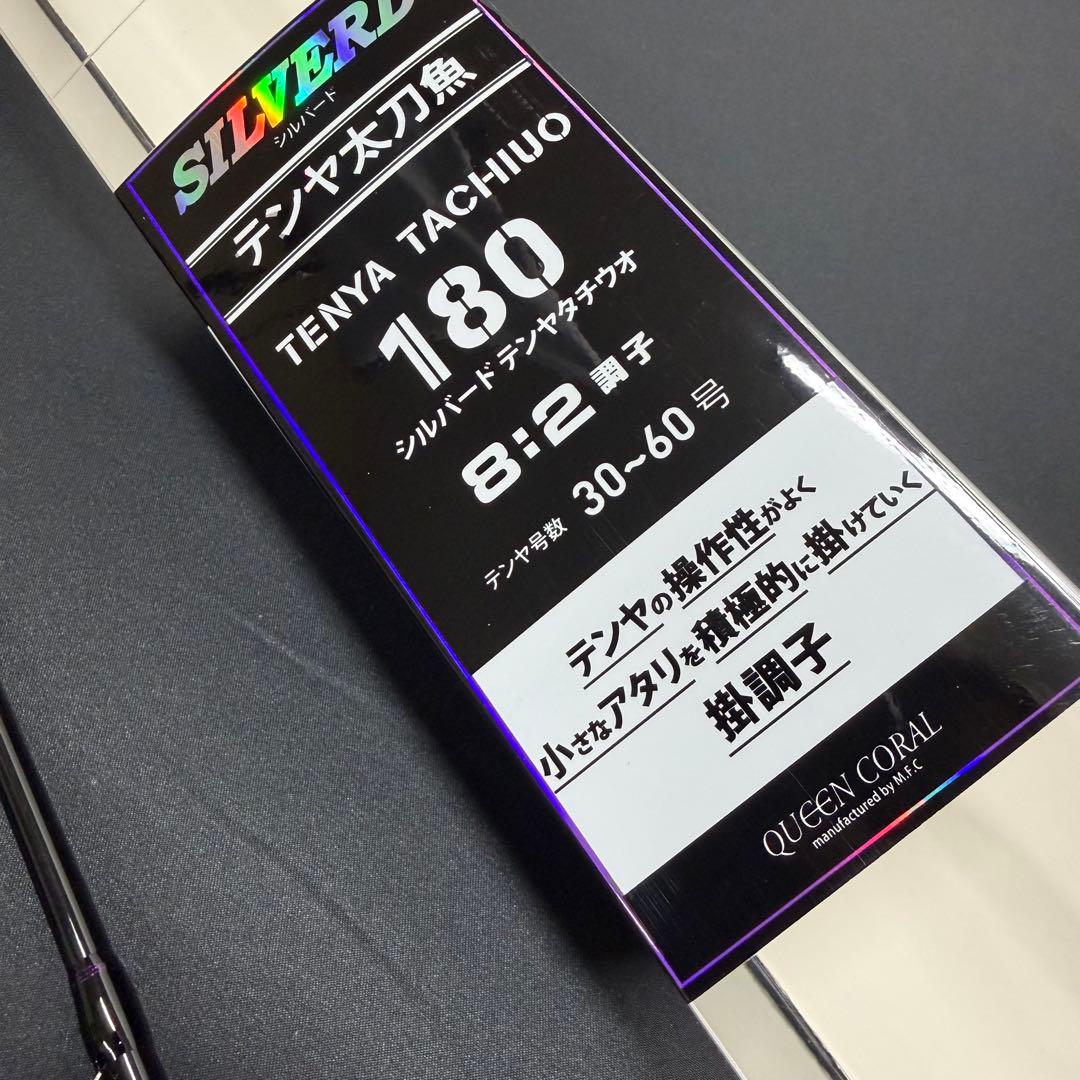 SILVERD
シルバード
テンヤ太刀魚
TENYA TACHIUO
180
シルバード テンヤタチウオ
8:2調子
テンヤ号数 30~60号
テンヤの操作性がよく
小さなアタリを積極的に掛けていく
掛調子
QUEEN CORAL
manufactured by M.F.C